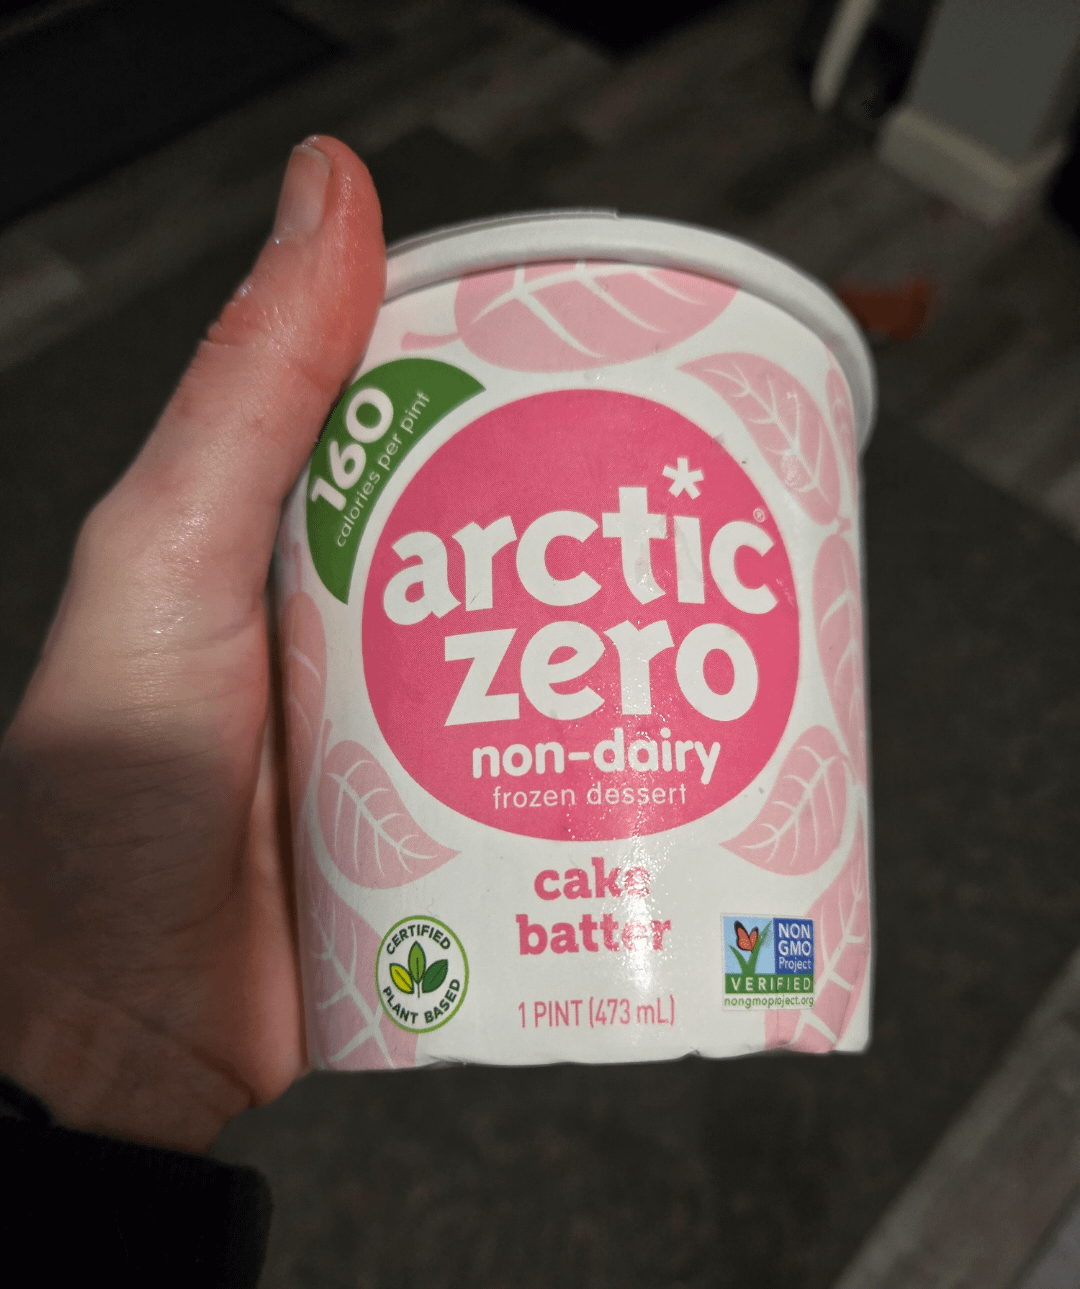 160
calories per pint
arctic®
zero
non-dairy
frozen dessert
cake
batter
CERTIFIED
PLANT BASED
NON
GMO
Project
VERIFIED
nongmoproject.org
1 PINT (473 mL)